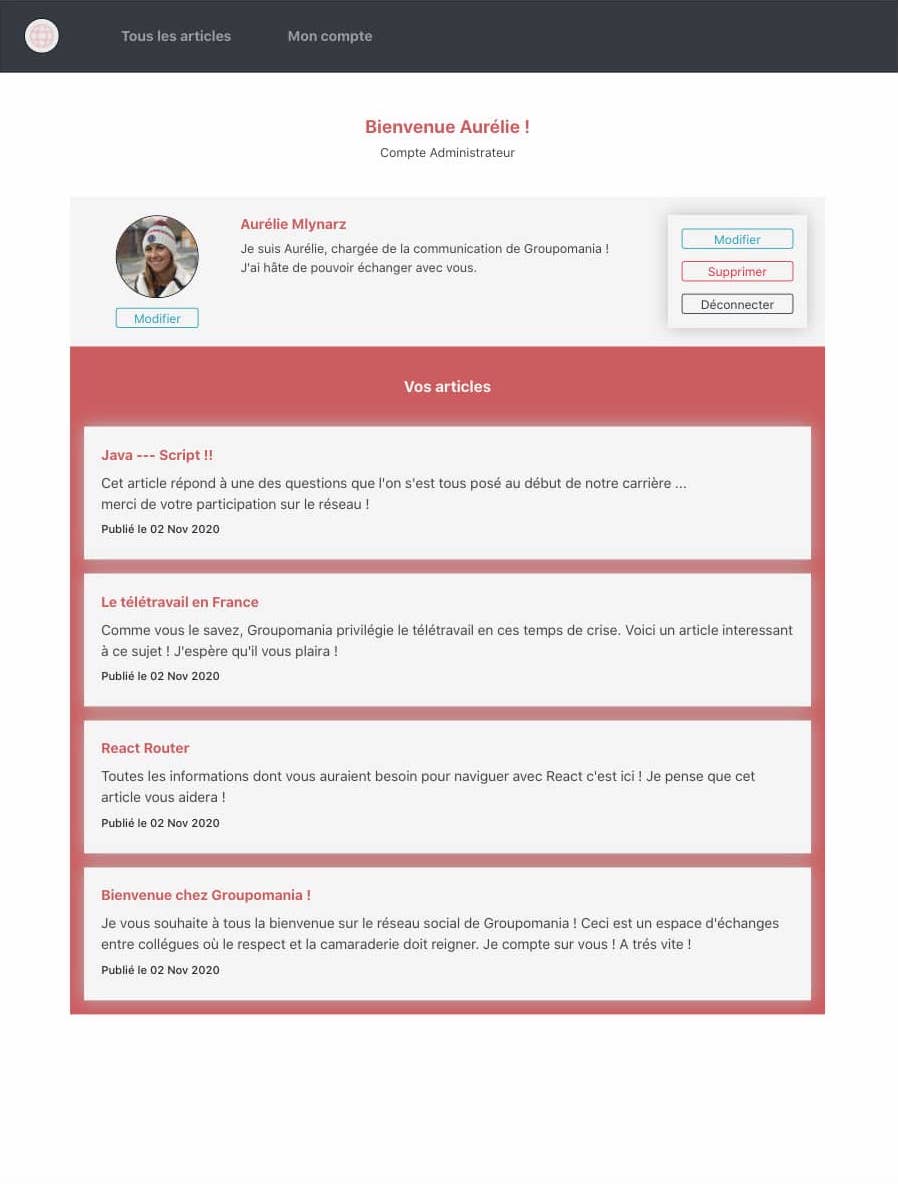 Tous les articles
Mon compte
Bienvenue Aurélie !
Compte Administrateur
Aurélie Mlynarz
Je suis Aurélie, chargée de la communication de Groupomania !
J'ai hâte de pouvoir échanger avec vous.
Modifier
Modifier
Supprimer
Déconnecter
Vos articles
Java --- Script !!
Cet article répond à une des questions que l'on s'est tous posé au début de notre carrière ...
merci de votre participation sur le réseau !
Publié le 02 Nov 2020
Le télétravail en France
Comme vous le savez, Groupomania privilégie le télétravail en ces temps de crise. Voici un article interessant
à ce sujet ! J'espère qu'il vous plaira !
Publié le 02 Nov 2020
React Router
Toutes les informations dont vous auraient besoin pour naviguer avec React c'est ici ! Je pense que cet
article vous aidera !
Publié le 02 Nov 2020
Bienvenue chez Groupomania !
Je vous souhaite à tous la bienvenue sur le réseau social de Groupomania ! Ceci est un espace d'échanges
entre collégues où le respect et la camaraderie doit reigner. Je compte sur vous ! A trés vite !
Publié le 02 Nov 2020